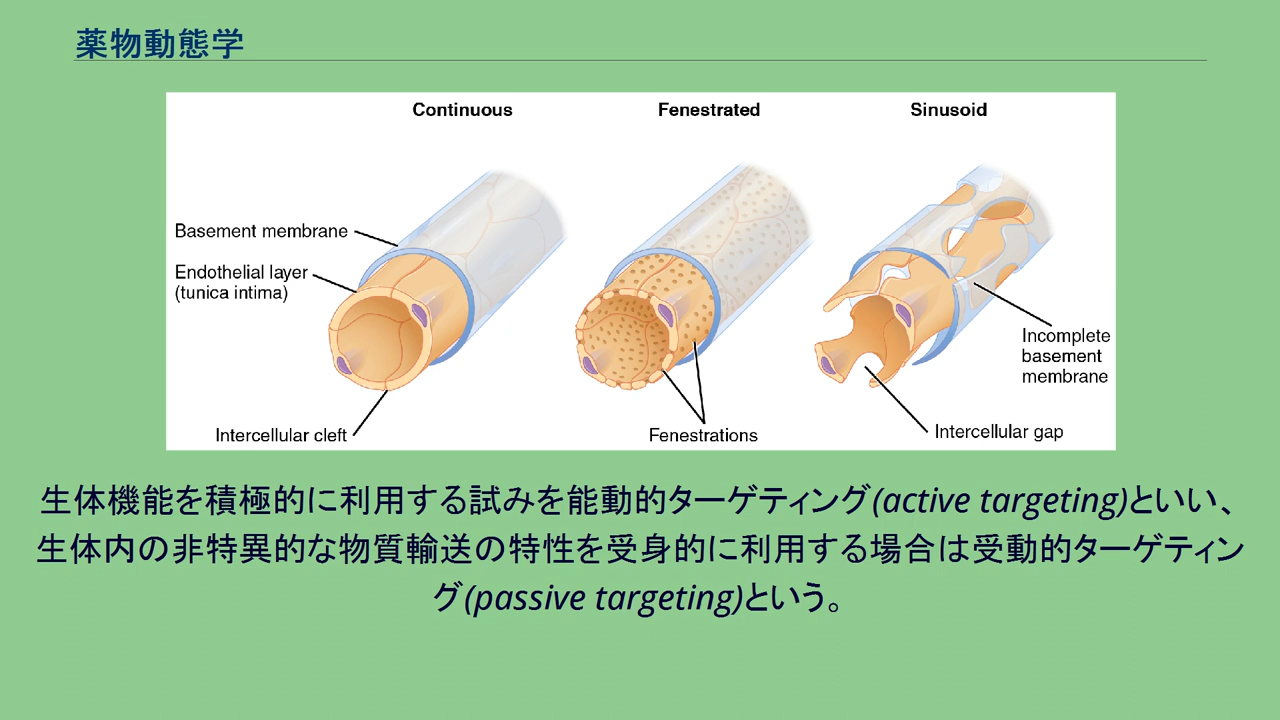 薬物動態学
Continuous
Fenestrated
Sinusoid
Basement membrane
Endothelial layer
(tunica intima)
Intercellular cleft
Fenestrations
Incomplete
basement
membrane
Intercellular gap
生体機能を積極的に利用する試みを能動的ターゲティング(active targeting)といい、
生体内の非特異的な物質輸送の特性を受身的に利用する場合は受動的ターゲティン
グ(passive targeting)という。